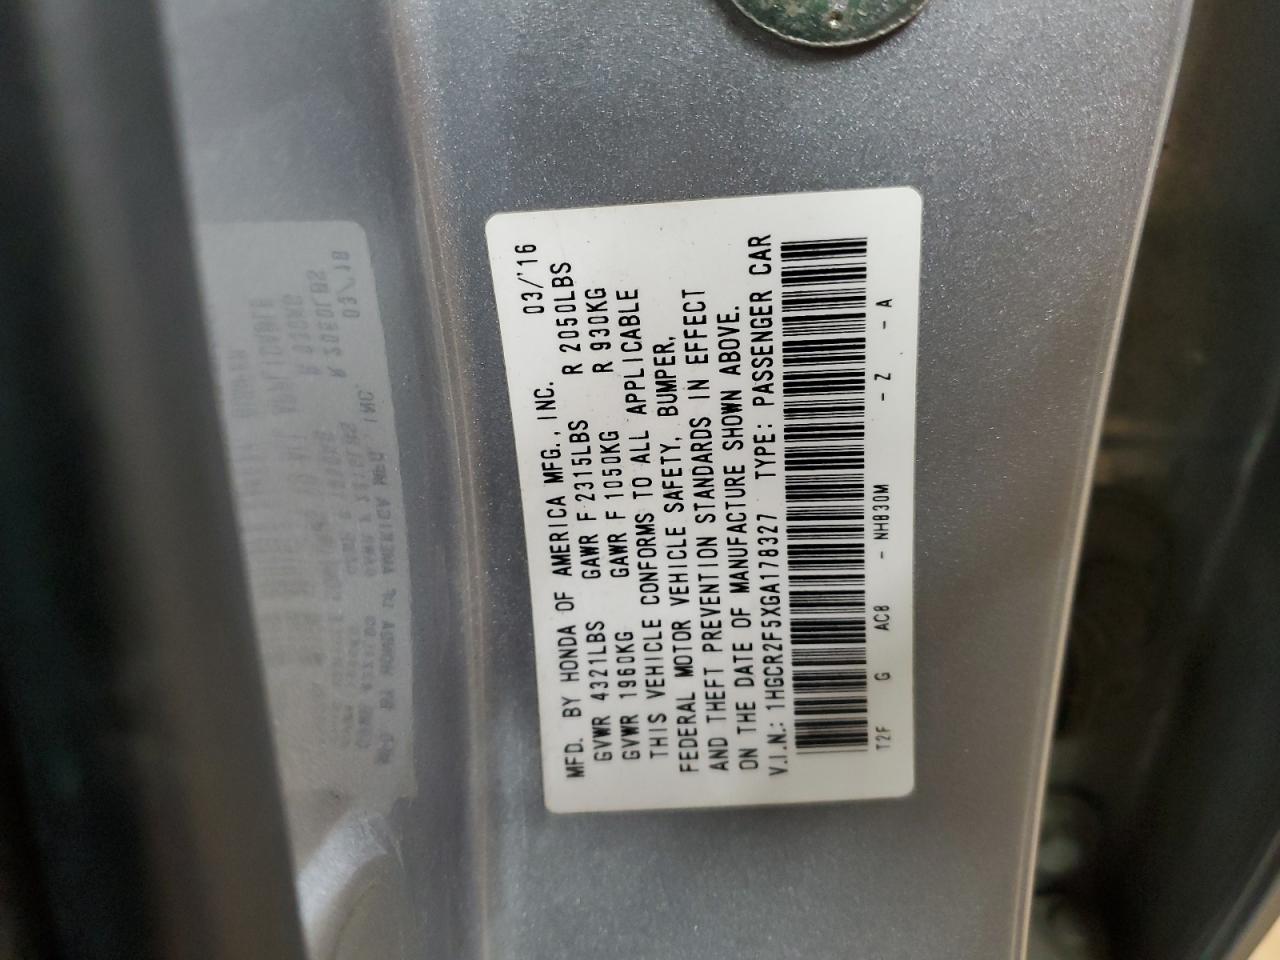 MFD. BY HONDA OF AMERICA MFG., INC. 03/'16
GVWR 4321LBS GAWR F 2315LBS R 2050LBS
GVWR 1960KG GAWR F 1050KG R 930KG
THIS VEHICLE CONFORMS TO ALL APPLICABLE
FEDERAL MOTOR VEHICLE SAFETY, BUMPER,
AND THEFT PREVENTION STANDARDS IN EFFECT
ON THE DATE OF MANUFACTURE SHOWN ABOVE.
V.I.N.: 1HGCR2F5XGA178327 TYPE: PASSENGER CAR
T2F G AC8 - NH830M - Z - A